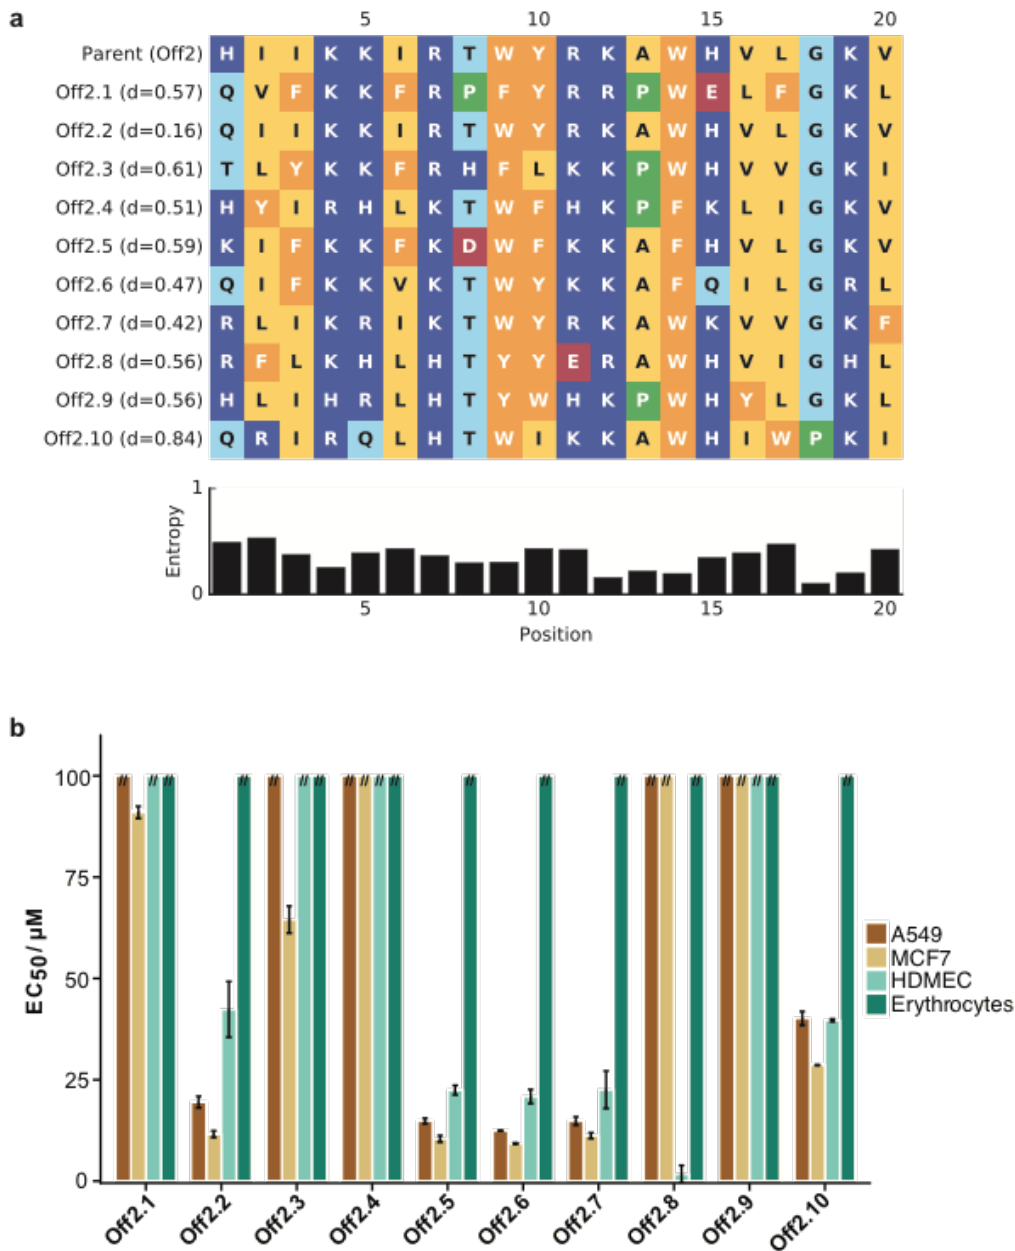 a
5 10 15 20
Parent (Off2) H I I K K I R T W Y R K A W H V L G K V
Off2.1 (d=0.57) Q V F K K F R P F Y R R P W E L F G K L
Off2.2 (d=0.16) Q I I K K I R T W Y R K A W H V L G K V
Off2.3 (d=0.61) T L Y K K F R H F L K K P W H V V G K I
Off2.4 (d=0.51) H Y I R H L K T W F H K P F K L I G K V
Off2.5 (d=0.59) K I F K K F K D W F K K A F H V L G K V
Off2.6 (d=0.47) Q I F K K V K T W Y K K A F Q I L G R L
Off2.7 (d=0.42) R L I K R I K T W Y R K A W K V V G K F
Off2.8 (d=0.56) R F L K H L H T Y Y E R A W H V I G H L
Off2.9 (d=0.56) H L I H R L H T Y W H K P W H Y L G K L
Off2.10 (d=0.84) Q R I R Q L H T W I K K A W H I W P K I
1
Entropy
0
5 10 15 20
Position
b
100
75
50
25
0
EC50/ µM
A549
MCF7
HDMEC
Erythrocytes
Off2.1 Off2.2 Off2.3 Off2.4 Off2.5 Off2.6 Off2.7 Off2.8 Off2.9 Off2.10